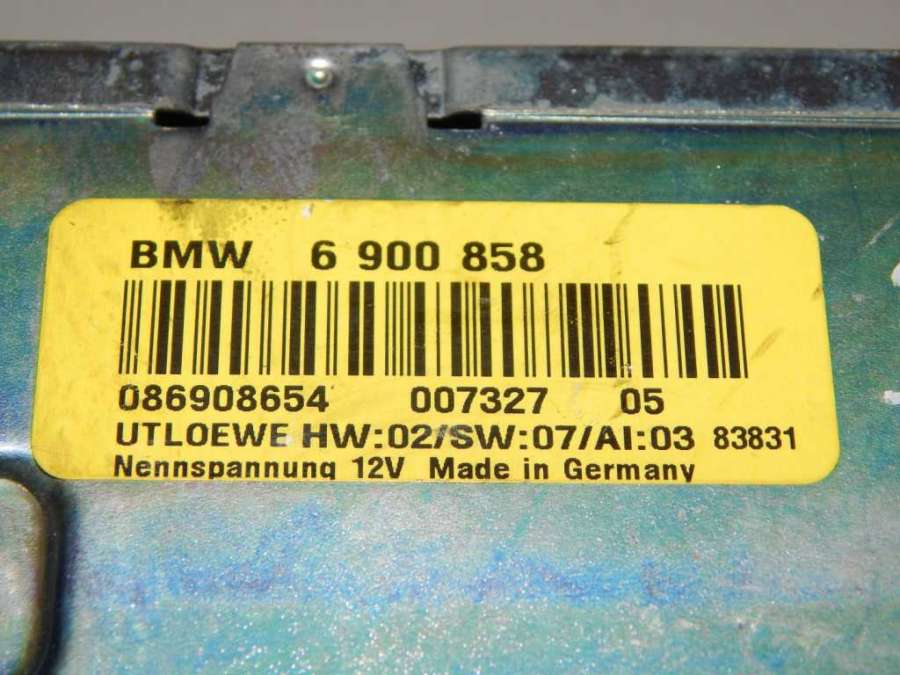 BMW 6 900 858
086908654 007327 05
UTLOEWE HW:02/SW:07/AI:03 83831
Nennspannung 12V Made in Germany